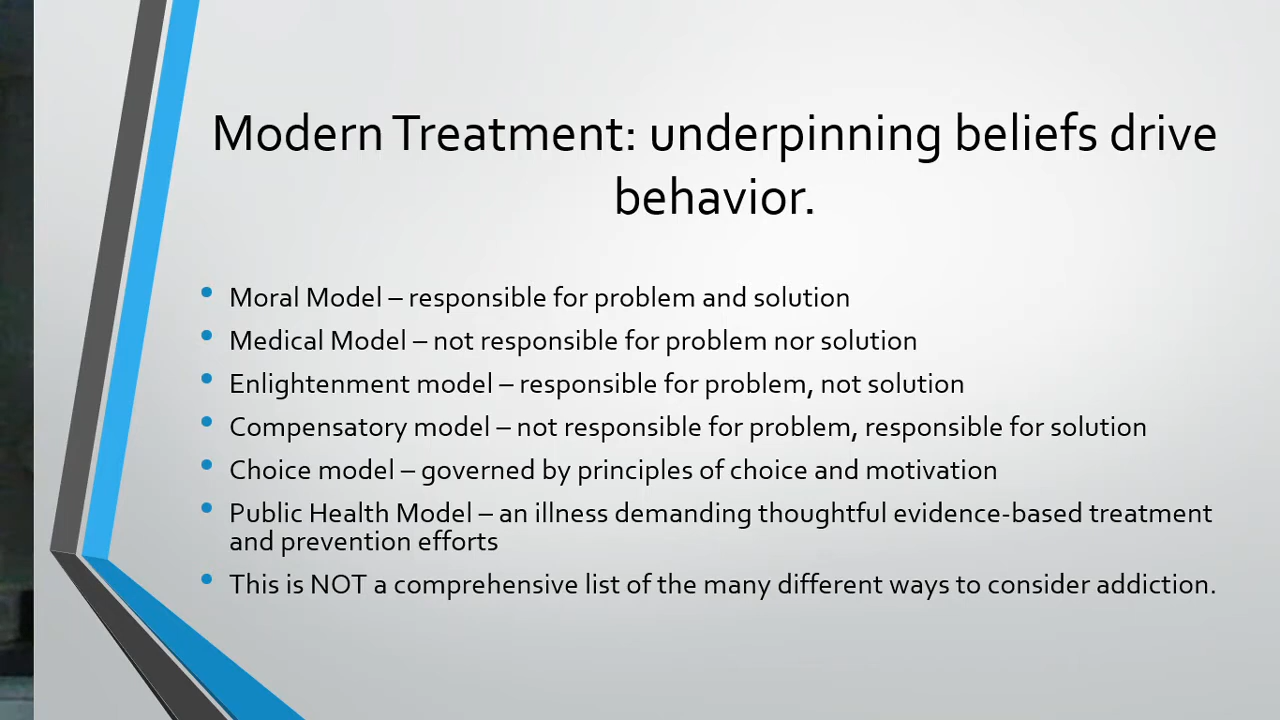 Modern Treatment: underpinning beliefs drive
behavior.
• Moral Model – responsible for problem and solution
• Medical Model – not responsible for problem nor solution
• Enlightenment model – responsible for problem, not solution
• Compensatory model – not responsible for problem, responsible for solution
• Choice model – governed by principles of choice and motivation
• Public Health Model – an illness demanding thoughtful evidence-based treatment
and prevention efforts
• This is NOT a comprehensive list of the many different ways to consider addiction.